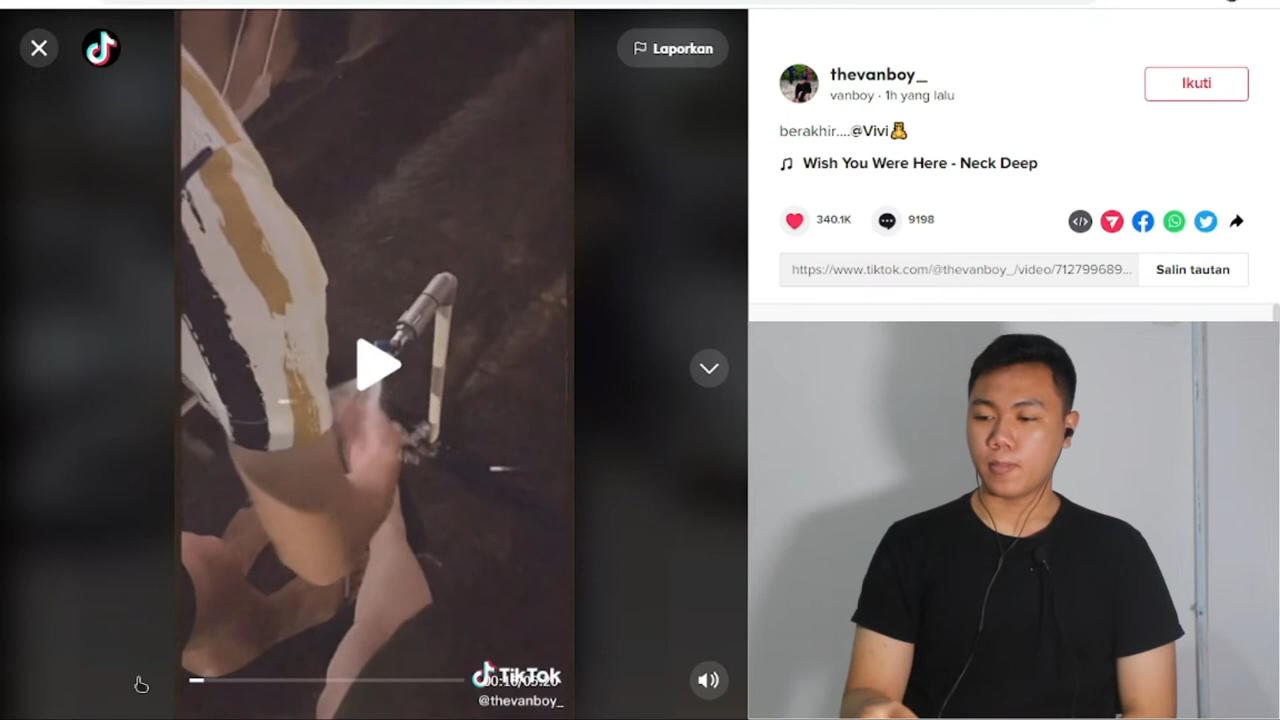 Laporkan
thevanboy_
vanboy · 1h yang lalu
Ikuti
berakhir....@Vivi
Wish You Were Here - Neck Deep
340.1K
9198
https://www.tiktok.com/@thevanboy_/video/712799689...
Salin tautan
TikTok
@thevanboy_